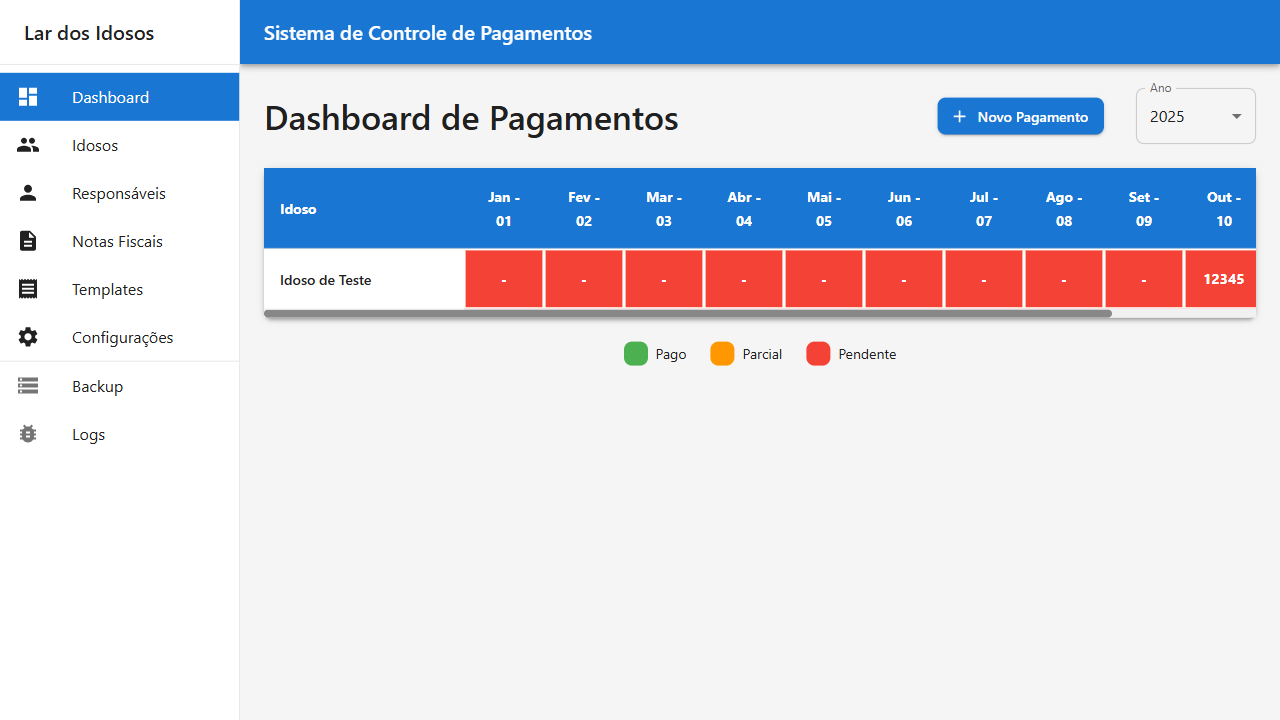 Lar dos Idosos
Sistema de Controle de Pagamentos
Dashboard
Idosos
Responsáveis
Notas Fiscais
Templates
Configurações
Backup
Logs
Dashboard de Pagamentos
+ Novo Pagamento
Ano
2025
Idoso Jan - 01 Fev - 02 Mar - 03 Abr - 04 Mai - 05 Jun - 06 Jul - 07 Ago - 08 Set - 09 Out - 10
Idoso de Teste - - - - - - - - - 12345
Pago Parcial Pendente